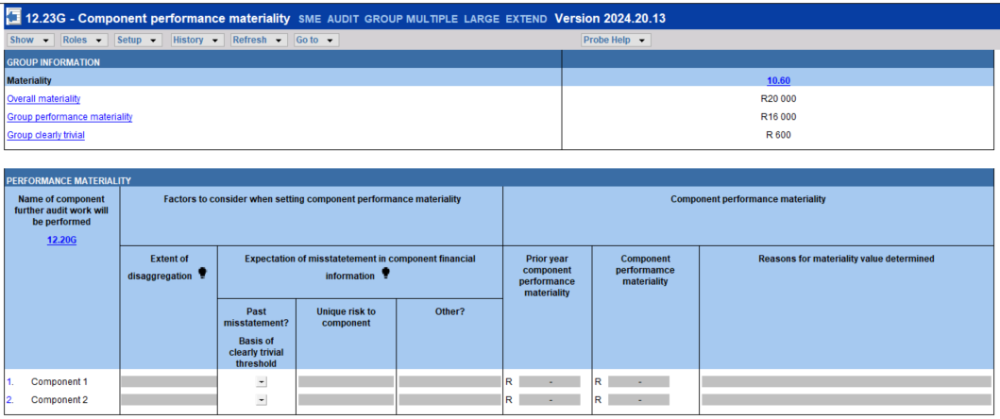 12.23G - Component performance materiality SME AUDIT GROUP MULTIPLE LARGE EXTEND Version 2024.20.13
Show Roles Setup History Refresh Go to Probe Help
GROUP INFORMATION
Materiality 10.60
Overall materiality R20 000
Group performance materiality R16 000
Group clearly trivial R 600
PERFORMANCE MATERIALITY
Name of component
further audit work will
be performed
12.20G
Factors to consider when setting component performance materiality
Component performance materiality
Extent of
disaggregation
Expectation of misstatetement in component financial
information
Prior year
component
performance
materiality
Component
performamce
materiality
Reasons for materiality value determined
Past
misstatement?
Basis of
clearly trivial
threshold
Unique risk to
component
Other?
1. Component 1 R - R -
2. Component 2 R - R -